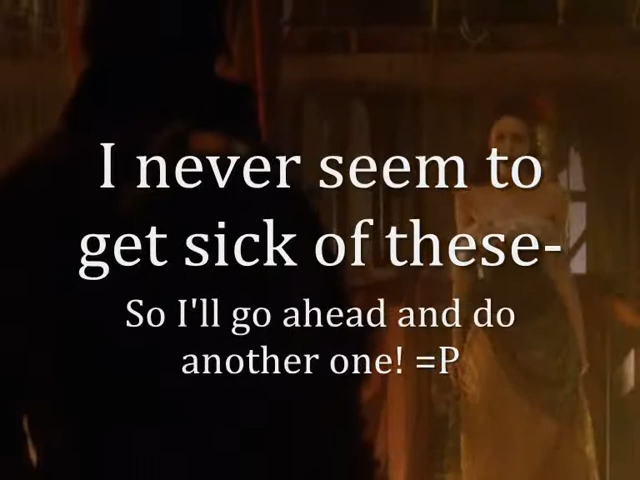 I never seem to
get sick of these-
So I'll go ahead and do
another one! =P